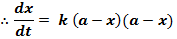 ∴ dx/dt = k (a − x)(a − x)